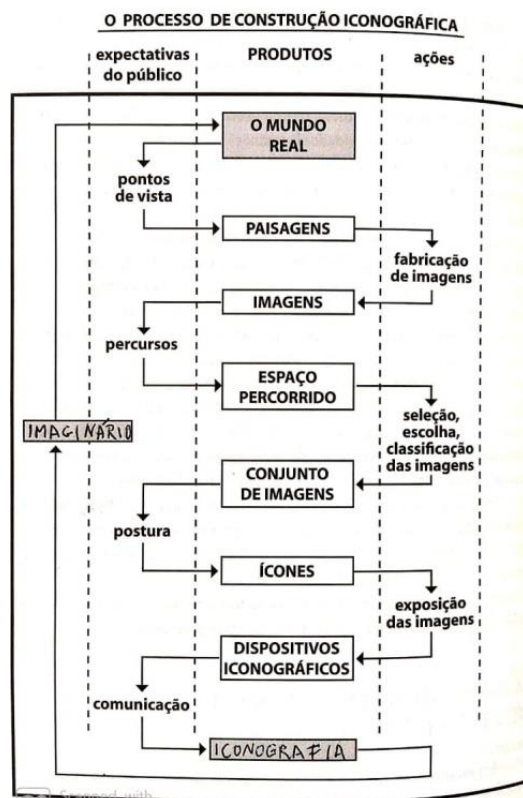 O PROCESSO DE CONSTRUÇÃO ICONOGRÁFICA
expectativas
do público
PRODUTOS
ações
O MUNDO
REAL
pontos
de vista
PAISAGENS
fabricação
de imagens
IMAGENS
percursos
ESPAÇO
PERCORRIDO
seleção,
escolha,
classificação
das imagens
IMAGINÁRIO
CONJUNTO
DE IMAGENS
postura
ÍCONES
exposição
das imagens
DISPOSITIVOS
ICONOGRÁFICOS
comunicação
ICONOGRAFIA
Scanned with